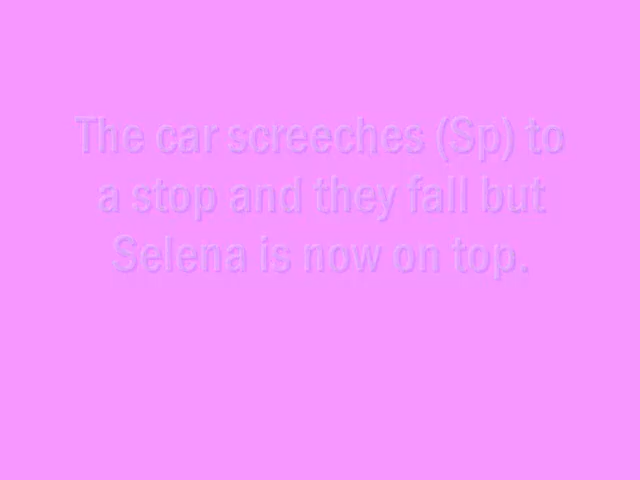 The car screeches (Sp) to
a stop and they fall but
Selena is now on top.